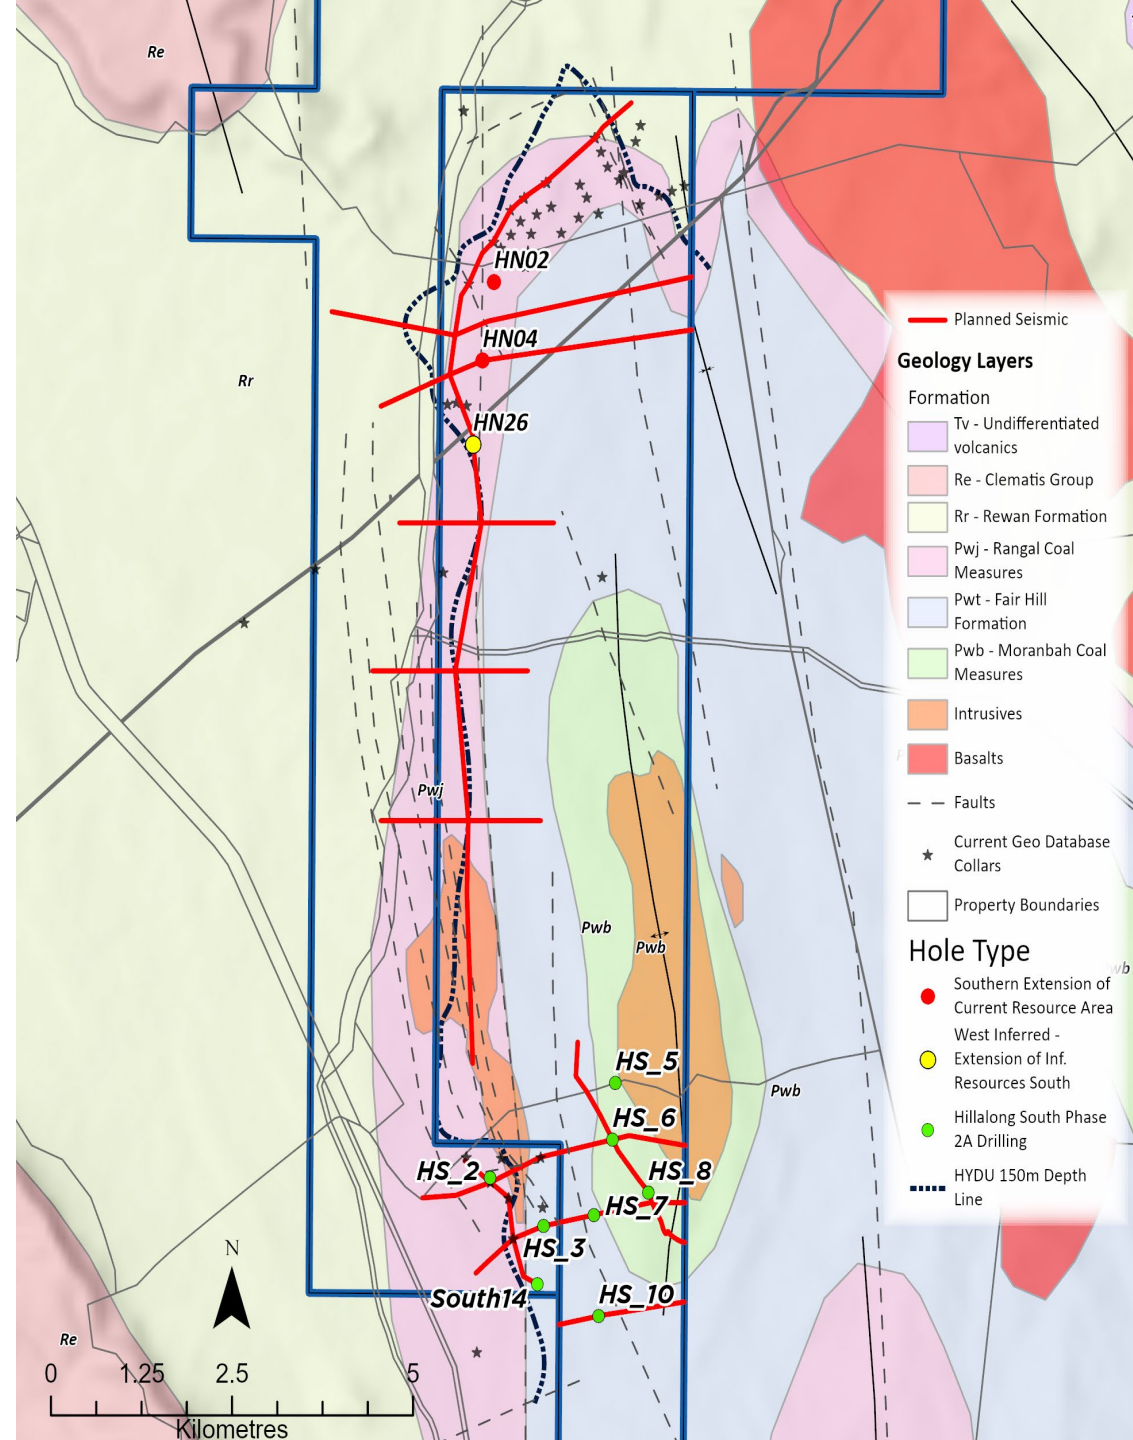 Re
HN02
HN04
Rr
HN26
Pwj
Pwb
Pwb
HS_5
Pwb
HS_6
HS_2
HS_8
HS_7
HS_3
South14
HS_10
Re
N
0 1.25 2.5 5
Kilometres
Planned Seismic
Geology Layers
Formation
Tv - Undifferentiated
volcanics
Re - Clematis Group
Rr - Rewan Formation
Pwj - Rangal Coal
Measures
Pwt - Fair Hill
Formation
Pwb - Moranbah Coal
Measures
Intrusives
Basalts
Faults
Current Geo Database
Collars
Property Boundaries
Hole Type
Southern Extension of
Current Resource Area
West Inferred -
Extension of Inf.
Resources South
Hillalong South Phase
2A Drilling
HYDU 150m Depth
Line